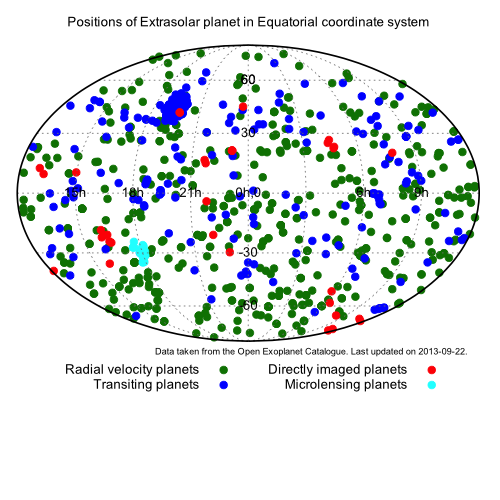 Positions of Extrasolar planet in Equatorial coordinate system
60
30
15h 18h 21h 0h,0 3h 9h
-30
-60
Data taken from the Open Exoplanet Catalogue. Last updated on 2013-09-22.
Radial velocity planets Directly imaged planets
Transiting planets Microlensing planets